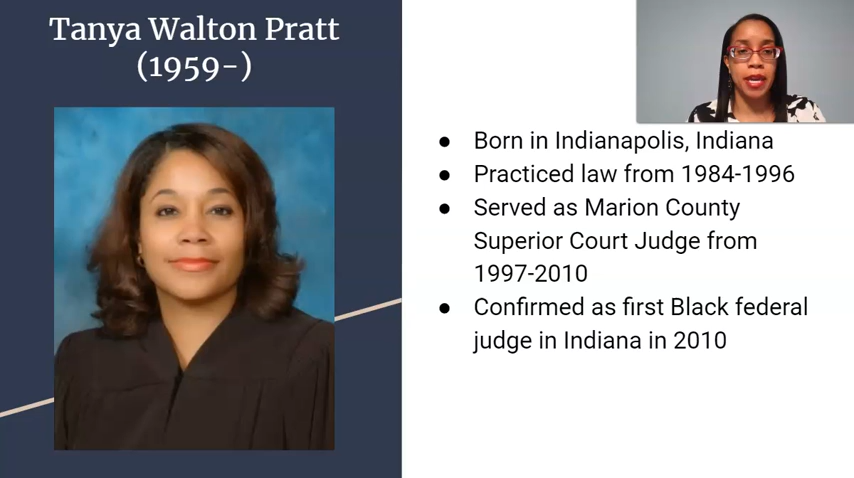 Tanya Walton Pratt
(1959-)
● Born in Indianapolis, Indiana
● Practiced law from 1984-1996
● Served as Marion County
Superior Court Judge from
1997-2010
● Confirmed as first Black federal
judge in Indiana in 2010